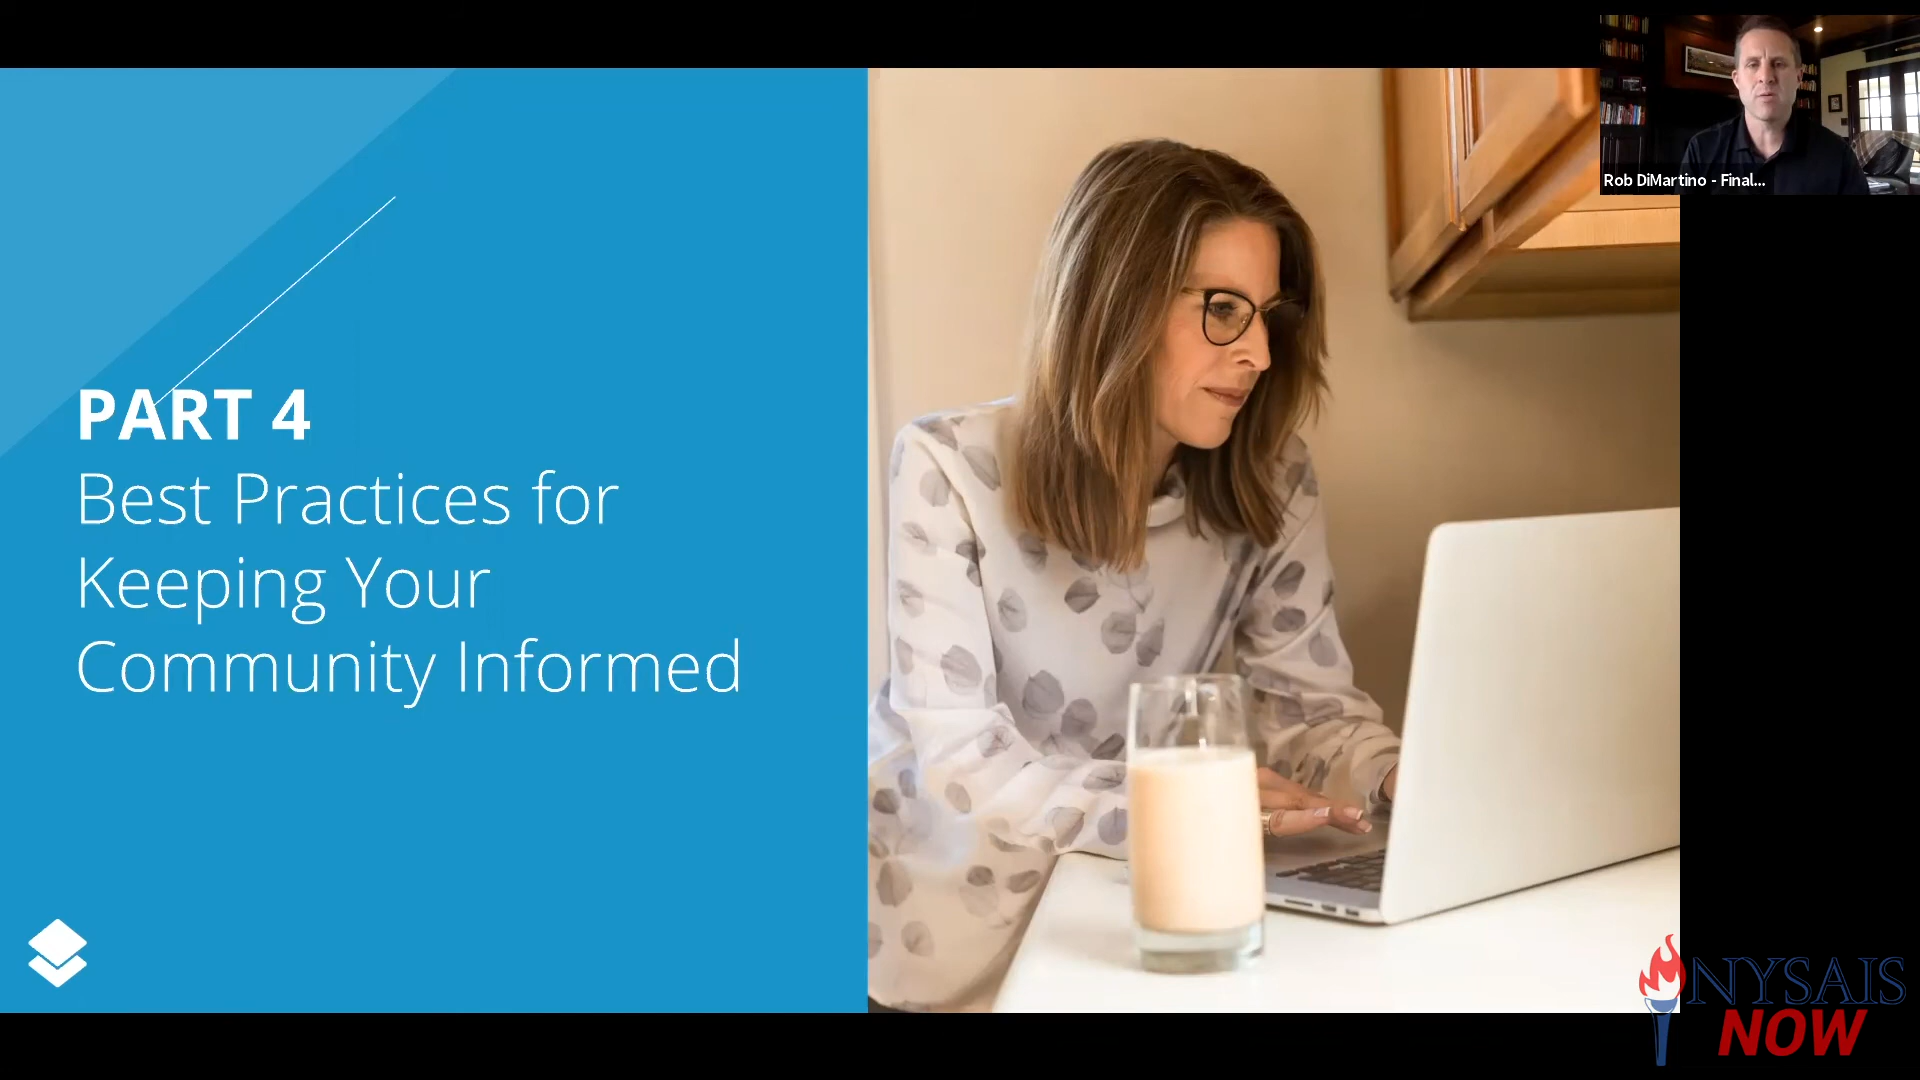 Rob DiMartino - Final...
PART 4
Best Practices for
Keeping Your
Community Informed
NYSAIS
NOW